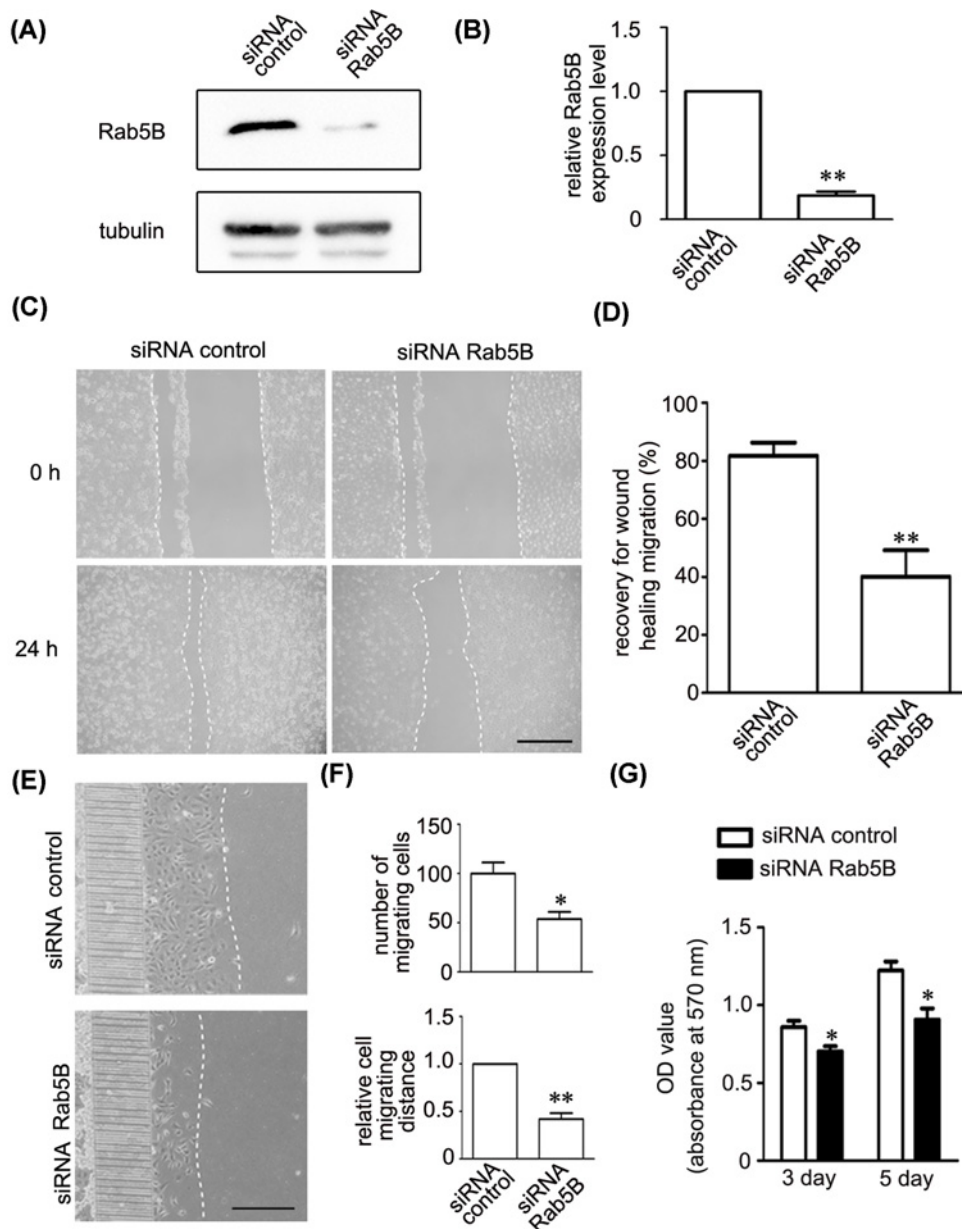 (A)
siRNA
control
siRNA
Rab5B
Rab5B
tubulin
(B)
relative Rab5B
expression level
1.5
1.0
0.5
0
**
siRNA
control
siRNA
Rab5B
(C)
siRNA control
siRNA Rab5B
0 h
24 h
(D)
recovery for wound
healing migration (%)
100
80
60
40
20
0
**
siRNA
control
siRNA
Rab5B
(E)
siRNA control
siRNA Rab5B
(F)
number of
migrating cells
150
100
50
0
*
relative cell
migrating
distance
1.5
1.0
0.5
0
**
siRNA
control
siRNA
Rab5B
(G)
siRNA control
siRNA Rab5B
OD value
(absorbance at 570 nm)
1.5
1.0
0.5
0
*
*
3 day
5 day